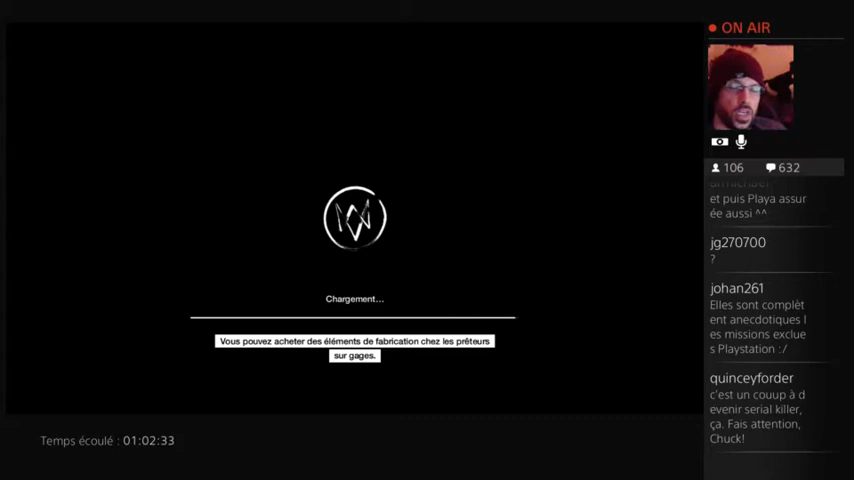 ON AIR
106 632
et puis Playa assur
ée aussi ^^
jg270700
?
johan261
Elles sont complèt
ent anecdotiques l
es missions exclue
s Playstation :/
quinceyforder
c'est un couup à d
evenir serial killer,
ça. Fais attention,
Chuck!
Chargement...
Vous pouvez acheter des éléments de fabrication chez les prêteurs
sur gages.
Temps écoulé : 01:02:33